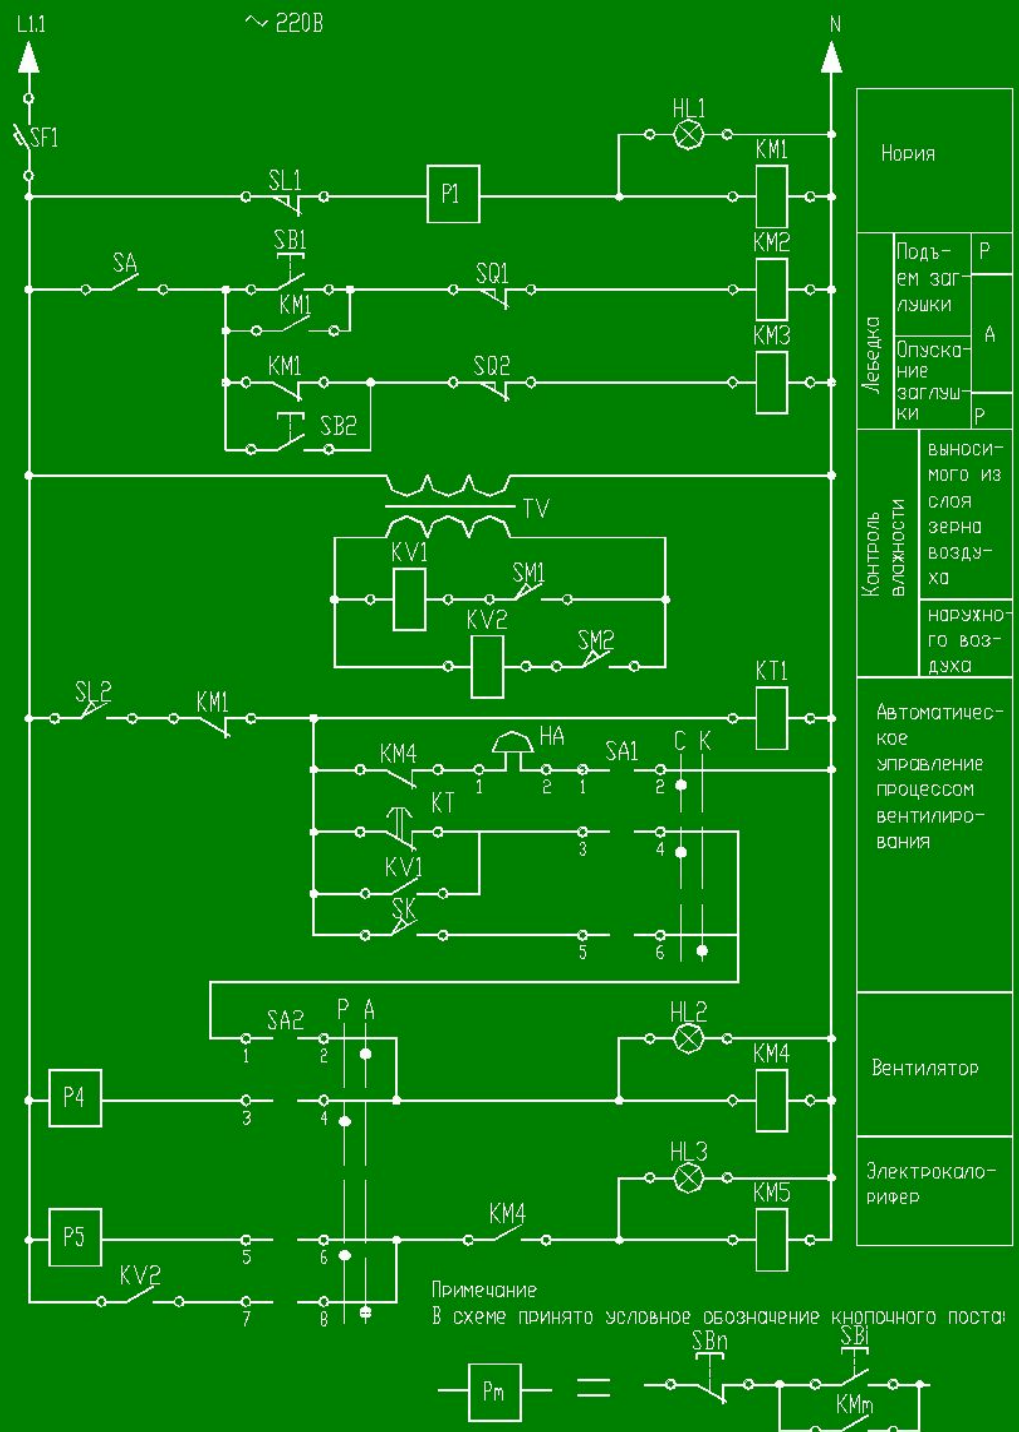 L1.1
~ 220В
N
SF1
HL1
KM1
SL1
P1
Нория
SA
SB1
SQ1
KM2
KM1
Подъ-
ем заг-
лушки
Р
А
Лебедка
KM1
SQ2
KM3
SB2
Опуска-
ние
заглуш-
ки
Р
TV
KV1
SM1
KV2
SM2
Контроль
влажности
выноси-
мого из
слоя
зерна
возду-
ха
наружно-
го воз-
духа
SL2
KM1
KT1
KM4
HA
SA1
С К
1 2 1 2
KT
3 4
KV1
SK
5 6
Автоматичес-
кое
управление
процессом
вентилиро-
вания
SA2
Р А
1 2
HL2
KM4
P4
3 4
Вентилятор
HL3
KM5
P5
5 6
KM4
KV2
7 8
Электрокало-
рифер
Примечание
В схеме принято условное обозначение кнопочного поста:
Pm
=
SBn
SBi
KMm